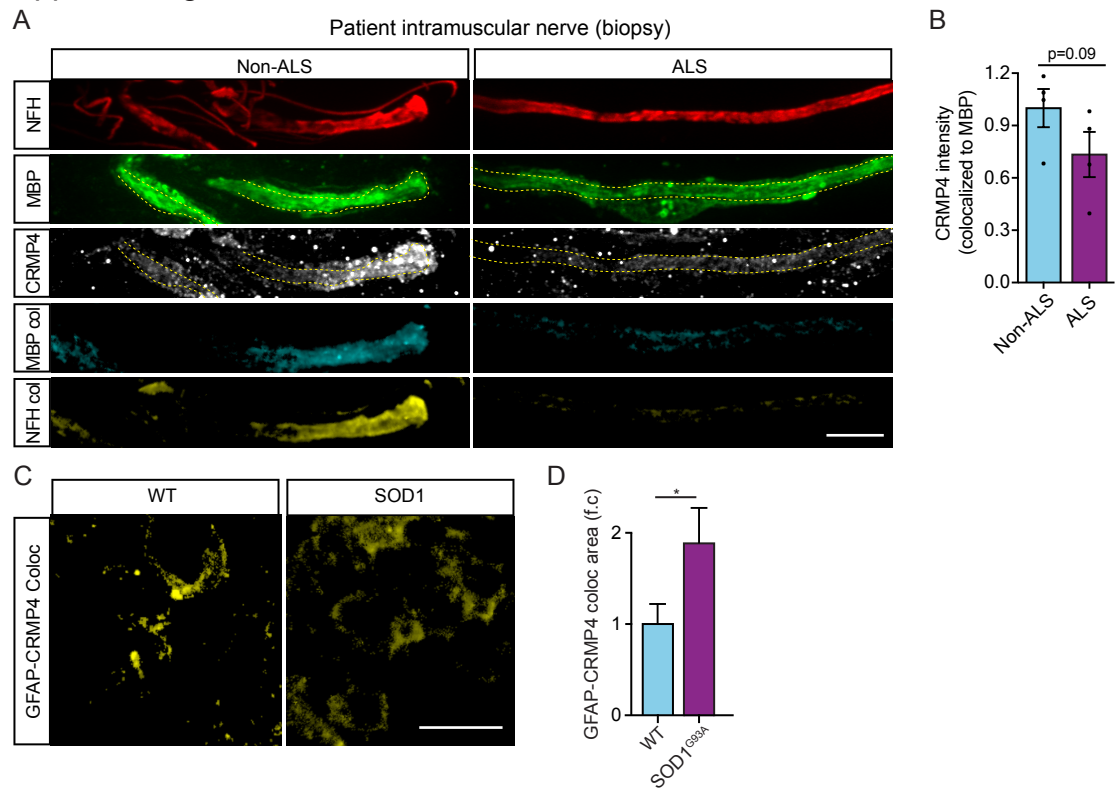 A
Patient intramuscular nerve (biopsy)
Non-ALS
ALS
NFH
MBP
CRMP4
MBP col
NFH col
B
p=0.09
CRMP4 intensity
(colocalized to MBP)
1.2
0.9
0.6
0.3
0.0
Non-ALS
ALS
C
WT
SOD1
GFAP-CRMP4 Coloc
D
*
GFAP-CRMP4 coloc area (f.c)
2
1
0
WT
SOD1G93A